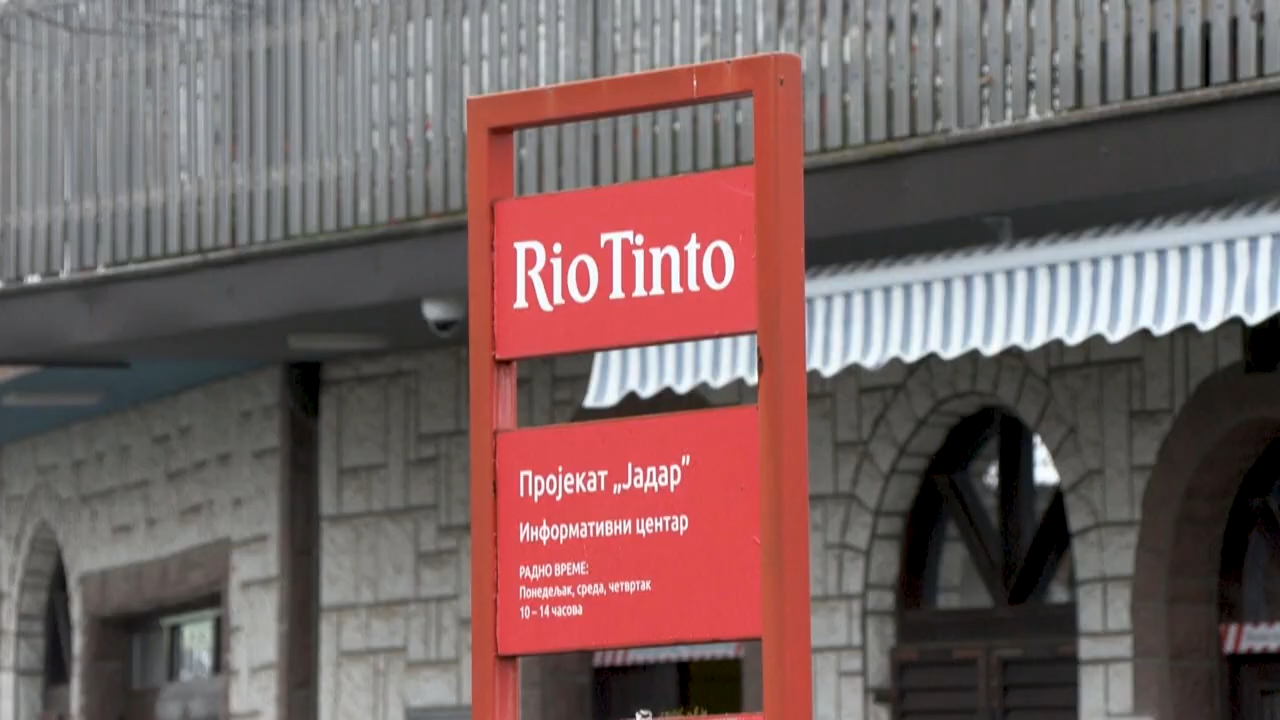 Rio Tinto
Пројекат „Јадар”
Информативни центар
РАДНО ВРЕМЕ:
Понедељак, среда, четвртак
10 – 14 часова